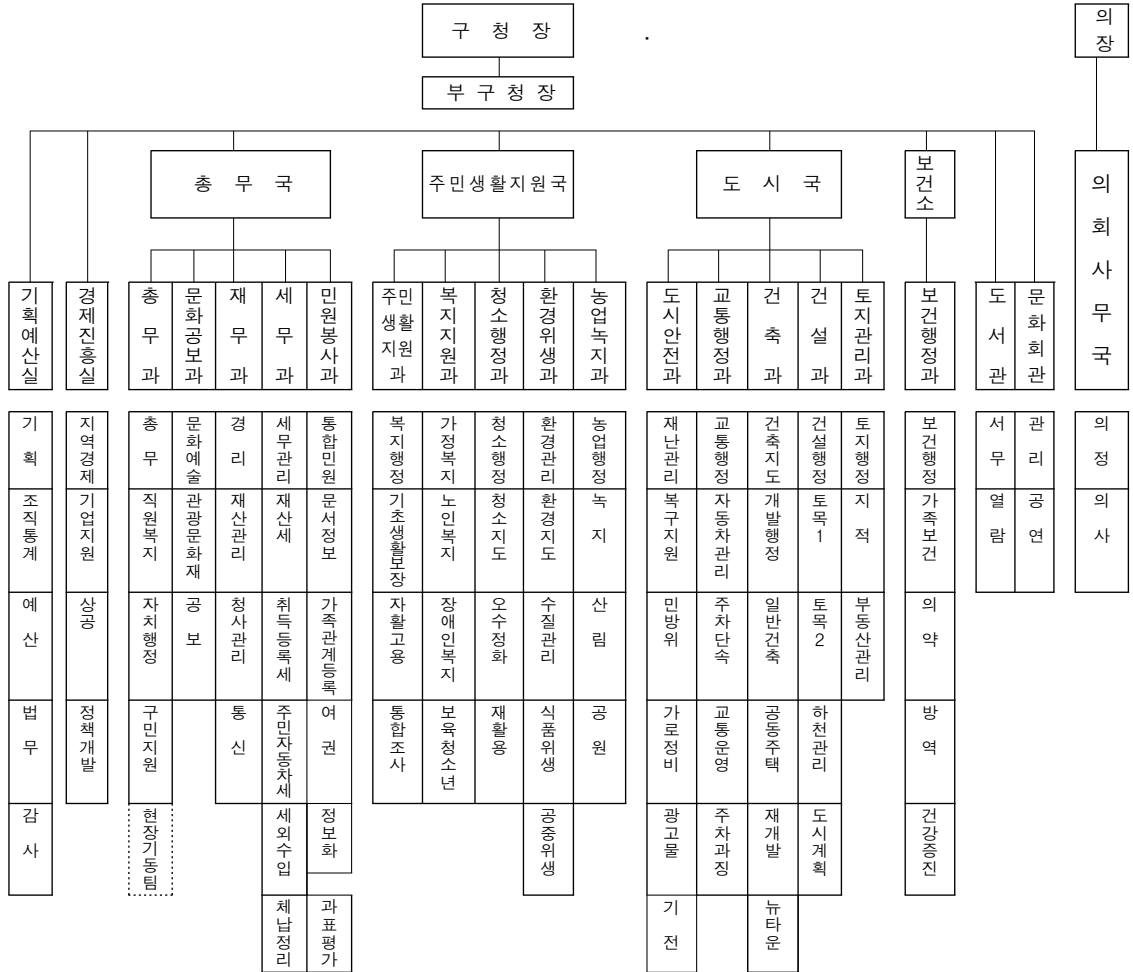 구 청 장
.
의장
부 구 청 장
총 무 국
주민생활지원국
도 시 국
보건소
의회사무국
기획예산실
경제진흥실
총무과
문화공보과
재무과
세무과
민원봉사과
주민생활지원과
복지지원과
청소행정과
환경위생과
농업녹지과
도시안전과
교통행정과
건축과
건설과
토지관리과
보건행정과
도서관
문화회관
기획
지역경제
총무
문화예술
경리
세무관리
통합민원
복지행정
가정복지
청소행정
환경관리
농업행정
재난관리
교통행정
건축지도
건설행정
토지행정
보건행정
서무
관리
의정
조직통계
기업지원
직원복지
관광문화재
재산관리
재산세
문서정보
기초생활보장
노인복지
청소지도
환경지도
녹지
복구지원
자동차관리
개발행정
토목1
지적
가족보건
열람
공연
의사
예산
상공
자치행정
공보
청사관리
취득등록세
가족관계등록
자활고용
장애인복지
오수정화
수질관리
산림
민방위
주차단속
일반건축
토목2
부동산관리
의약
법무
정책개발
구민지원
통신
주민자동차세
여권
통합조사
보육청소년
재활용
식품위생
공원
가로정비
교통운영
공동주택
하천관리
방역
감사
현장기동팀
세외수입
정보화
공중위생
광고물
주차과징
재개발
도시계획
건강증진
체납정리
과표평가
기전
뉴타운